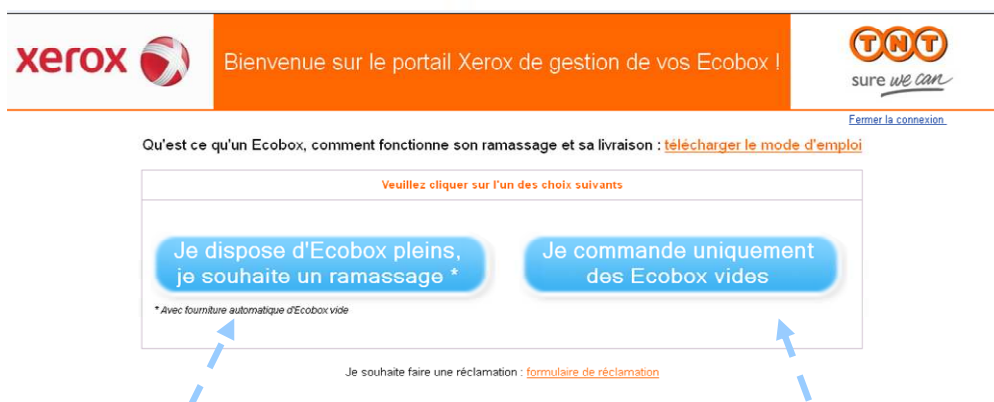 xerox
Bienvenue sur le portail Xerox de gestion de vos Ecobox !
TNT
sure we can
Fermer la connexion
Qu'est ce qu'un Ecobox, comment fonctionne son ramassage et sa livraison : télécharger le mode d'emploi
Veuillez cliquer sur l'un des choix suivants
Je dispose d'Ecobox pleins,
je souhaite un ramassage *
Je commande uniquement
des Ecobox vides
* Avec fourniture automatique d'Ecobox vide
Je souhaite faire une réclamation : formulaire de réclamation